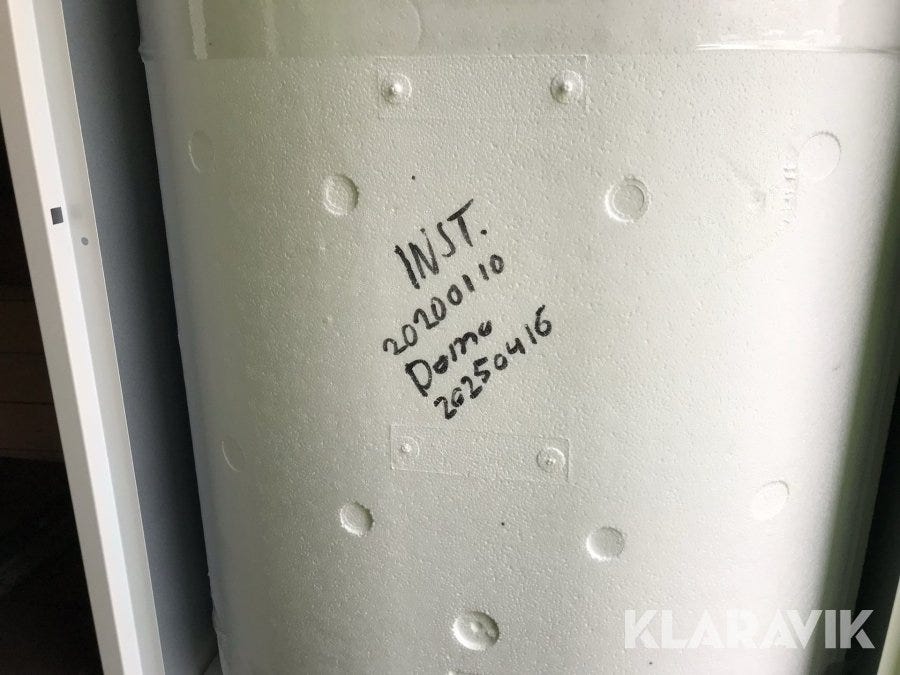 INST.
20200110
Demo
20250416
KLARAVIK